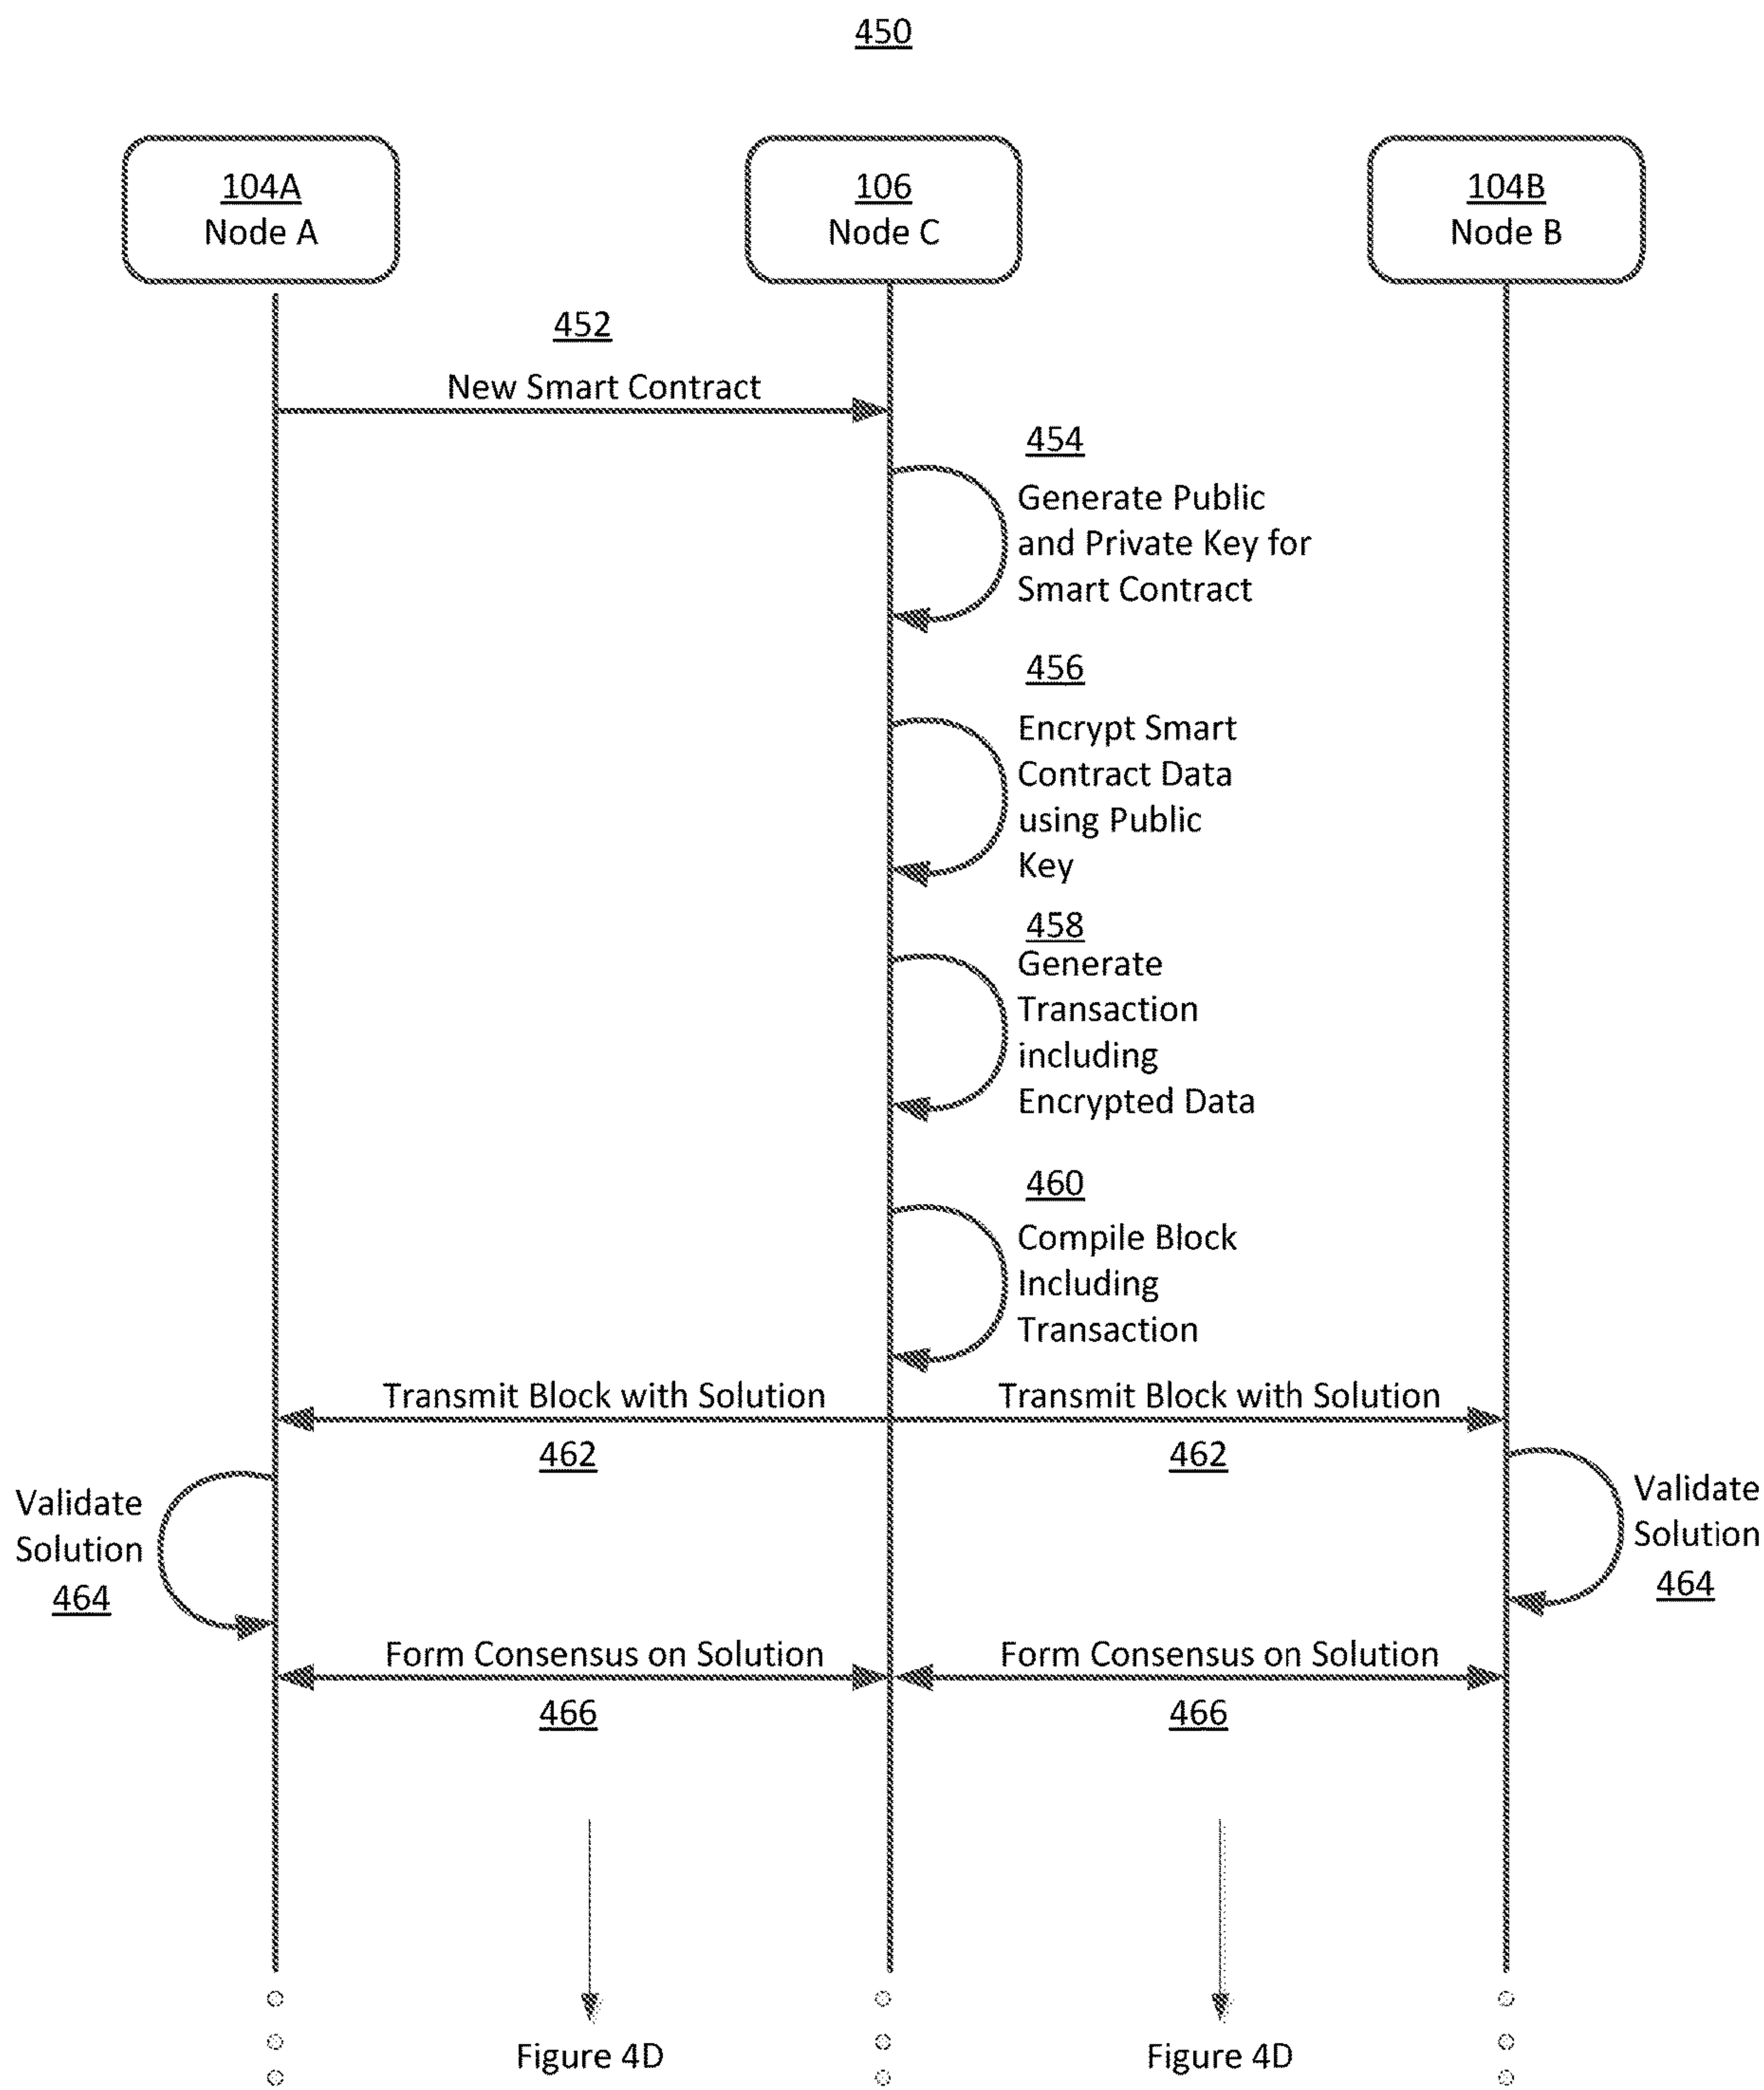 450
104A
Node A
106
Node C
104B
Node B
452
New Smart Contract
454
Generate Public
and Private Key for
Smart Contract
456
Encrypt Smart
Contract Data
using Public
Key
458
Generate
Transaction
including
Encrypted Data
460
Compile Block
Including
Transaction
Transmit Block with Solution
Transmit Block with Solution
462
462
Validate
Solution
464
Validate
Solution
464
Form Consensus on Solution
Form Consensus on Solution
466
466
Figure 4D
Figure 4D